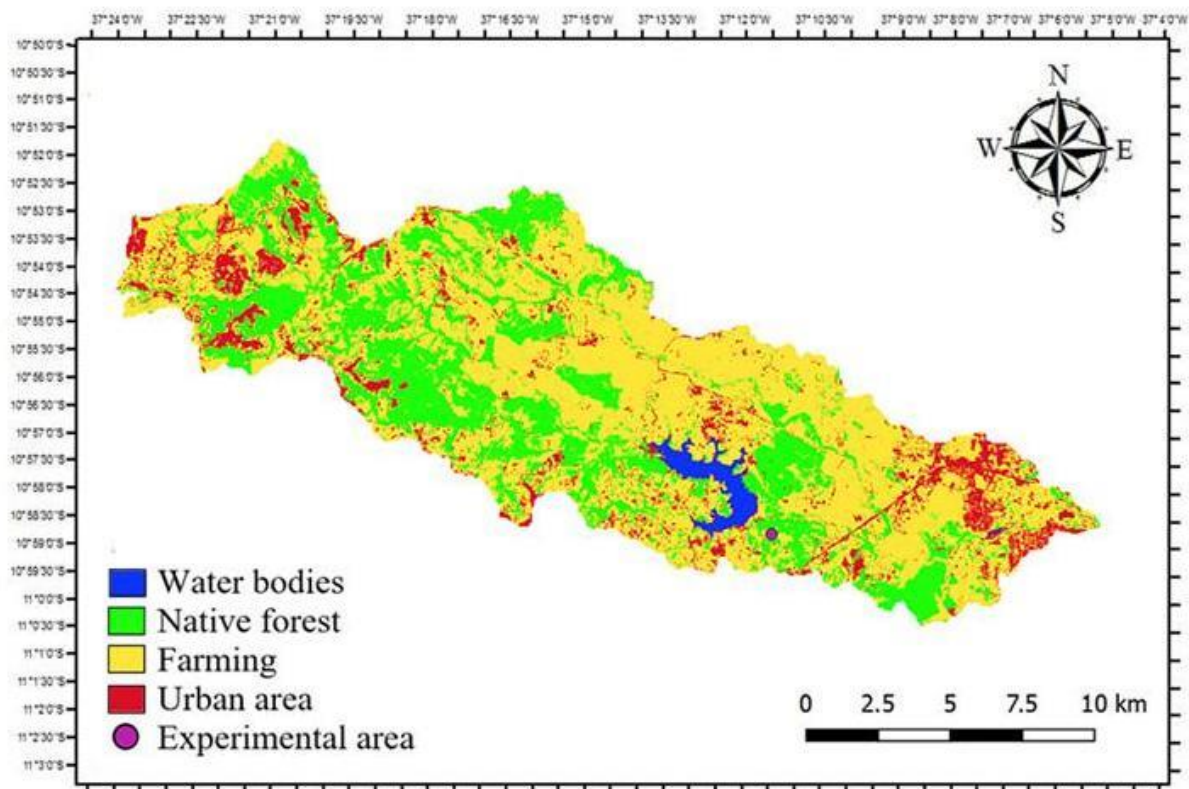 37°24'0"W 37°22'30"W 37°21'0"W 37°19'30"W 37°18'0"W 37°16'30"W 37°15'0"W 37°13'30"W 37°12'0"W 37°10'30"W 37°9'0"W 37°8'0"W 37°7'0"W 37°6'0"W 37°5'0"W 37°4'0"W
10°50'0"S
10°50'30"S
10°51'0"S
10°51'30"S
10°52'0"S
10°52'30"S
10°53'0"S
10°53'30"S
10°54'0"S
10°54'30"S
10°55'0"S
10°55'30"S
10°56'0"S
10°56'30"S
10°57'0"S
10°57'30"S
10°58'0"S
10°58'30"S
10°59'0"S
10°59'30"S
11°0'0"S
11°0'30"S
11°1'0"S
11°1'30"S
11°2'0"S
11°2'30"S
11°3'0"S
N
W E
S
Water bodies
Native forest
Farming
Urban area
Experimental area
0 2.5 5 7.5 10 km